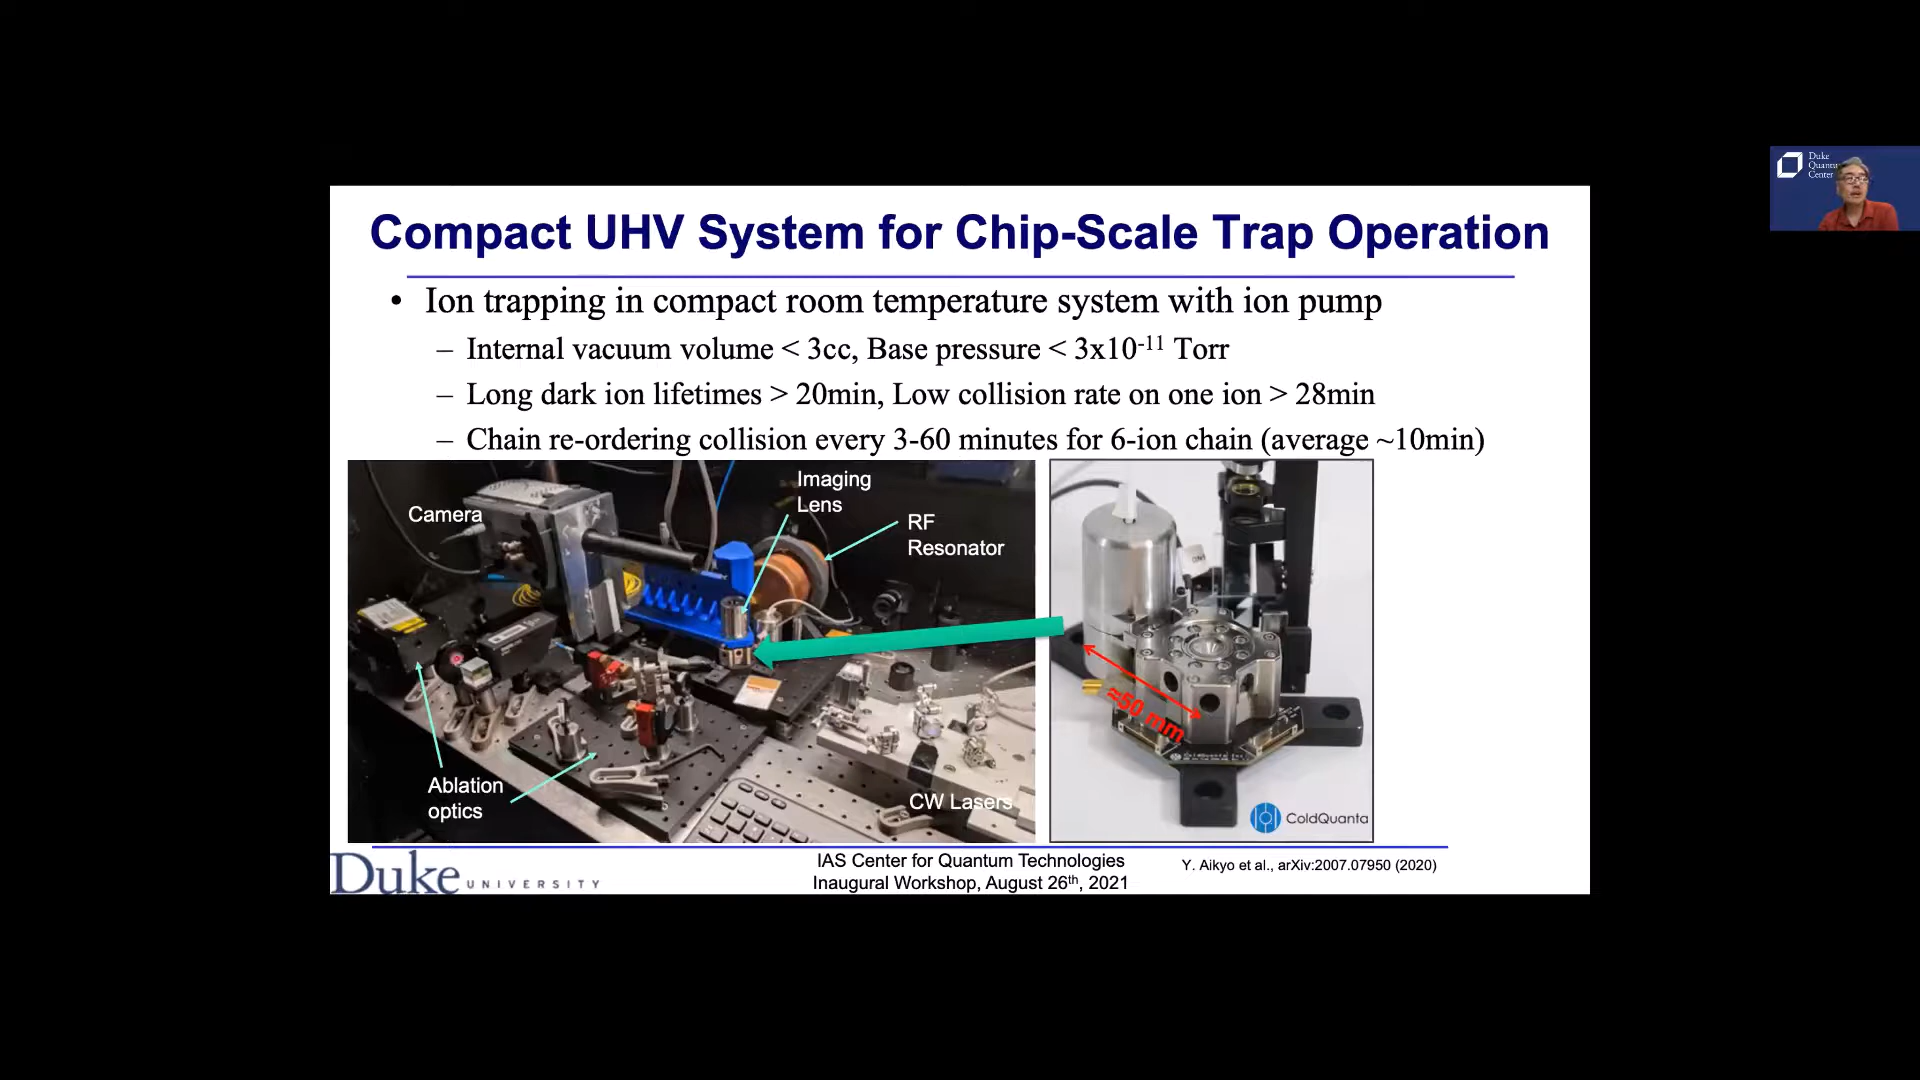 Compact UHV System for Chip-Scale Trap Operation
• Ion trapping in compact room temperature system with ion pump
– Internal vacuum volume < 3cc, Base pressure < 3x10⁻¹¹ Torr
– Long dark ion lifetimes > 20min, Low collision rate on one ion > 28min
– Chain re-ordering collision every 3-60 minutes for 6-ion chain (average ~10min)
Camera
Imaging
Lens
RF
Resonator
Ablation
optics
CW Lasers
≈50 mm
ColdQuanta
Duke UNIVERSITY
IAS Center for Quantum Technologies
Inaugural Workshop, August 26th, 2021
Y. Aikyo et al., arXiv:2007.07950 (2020)
Duke
Center